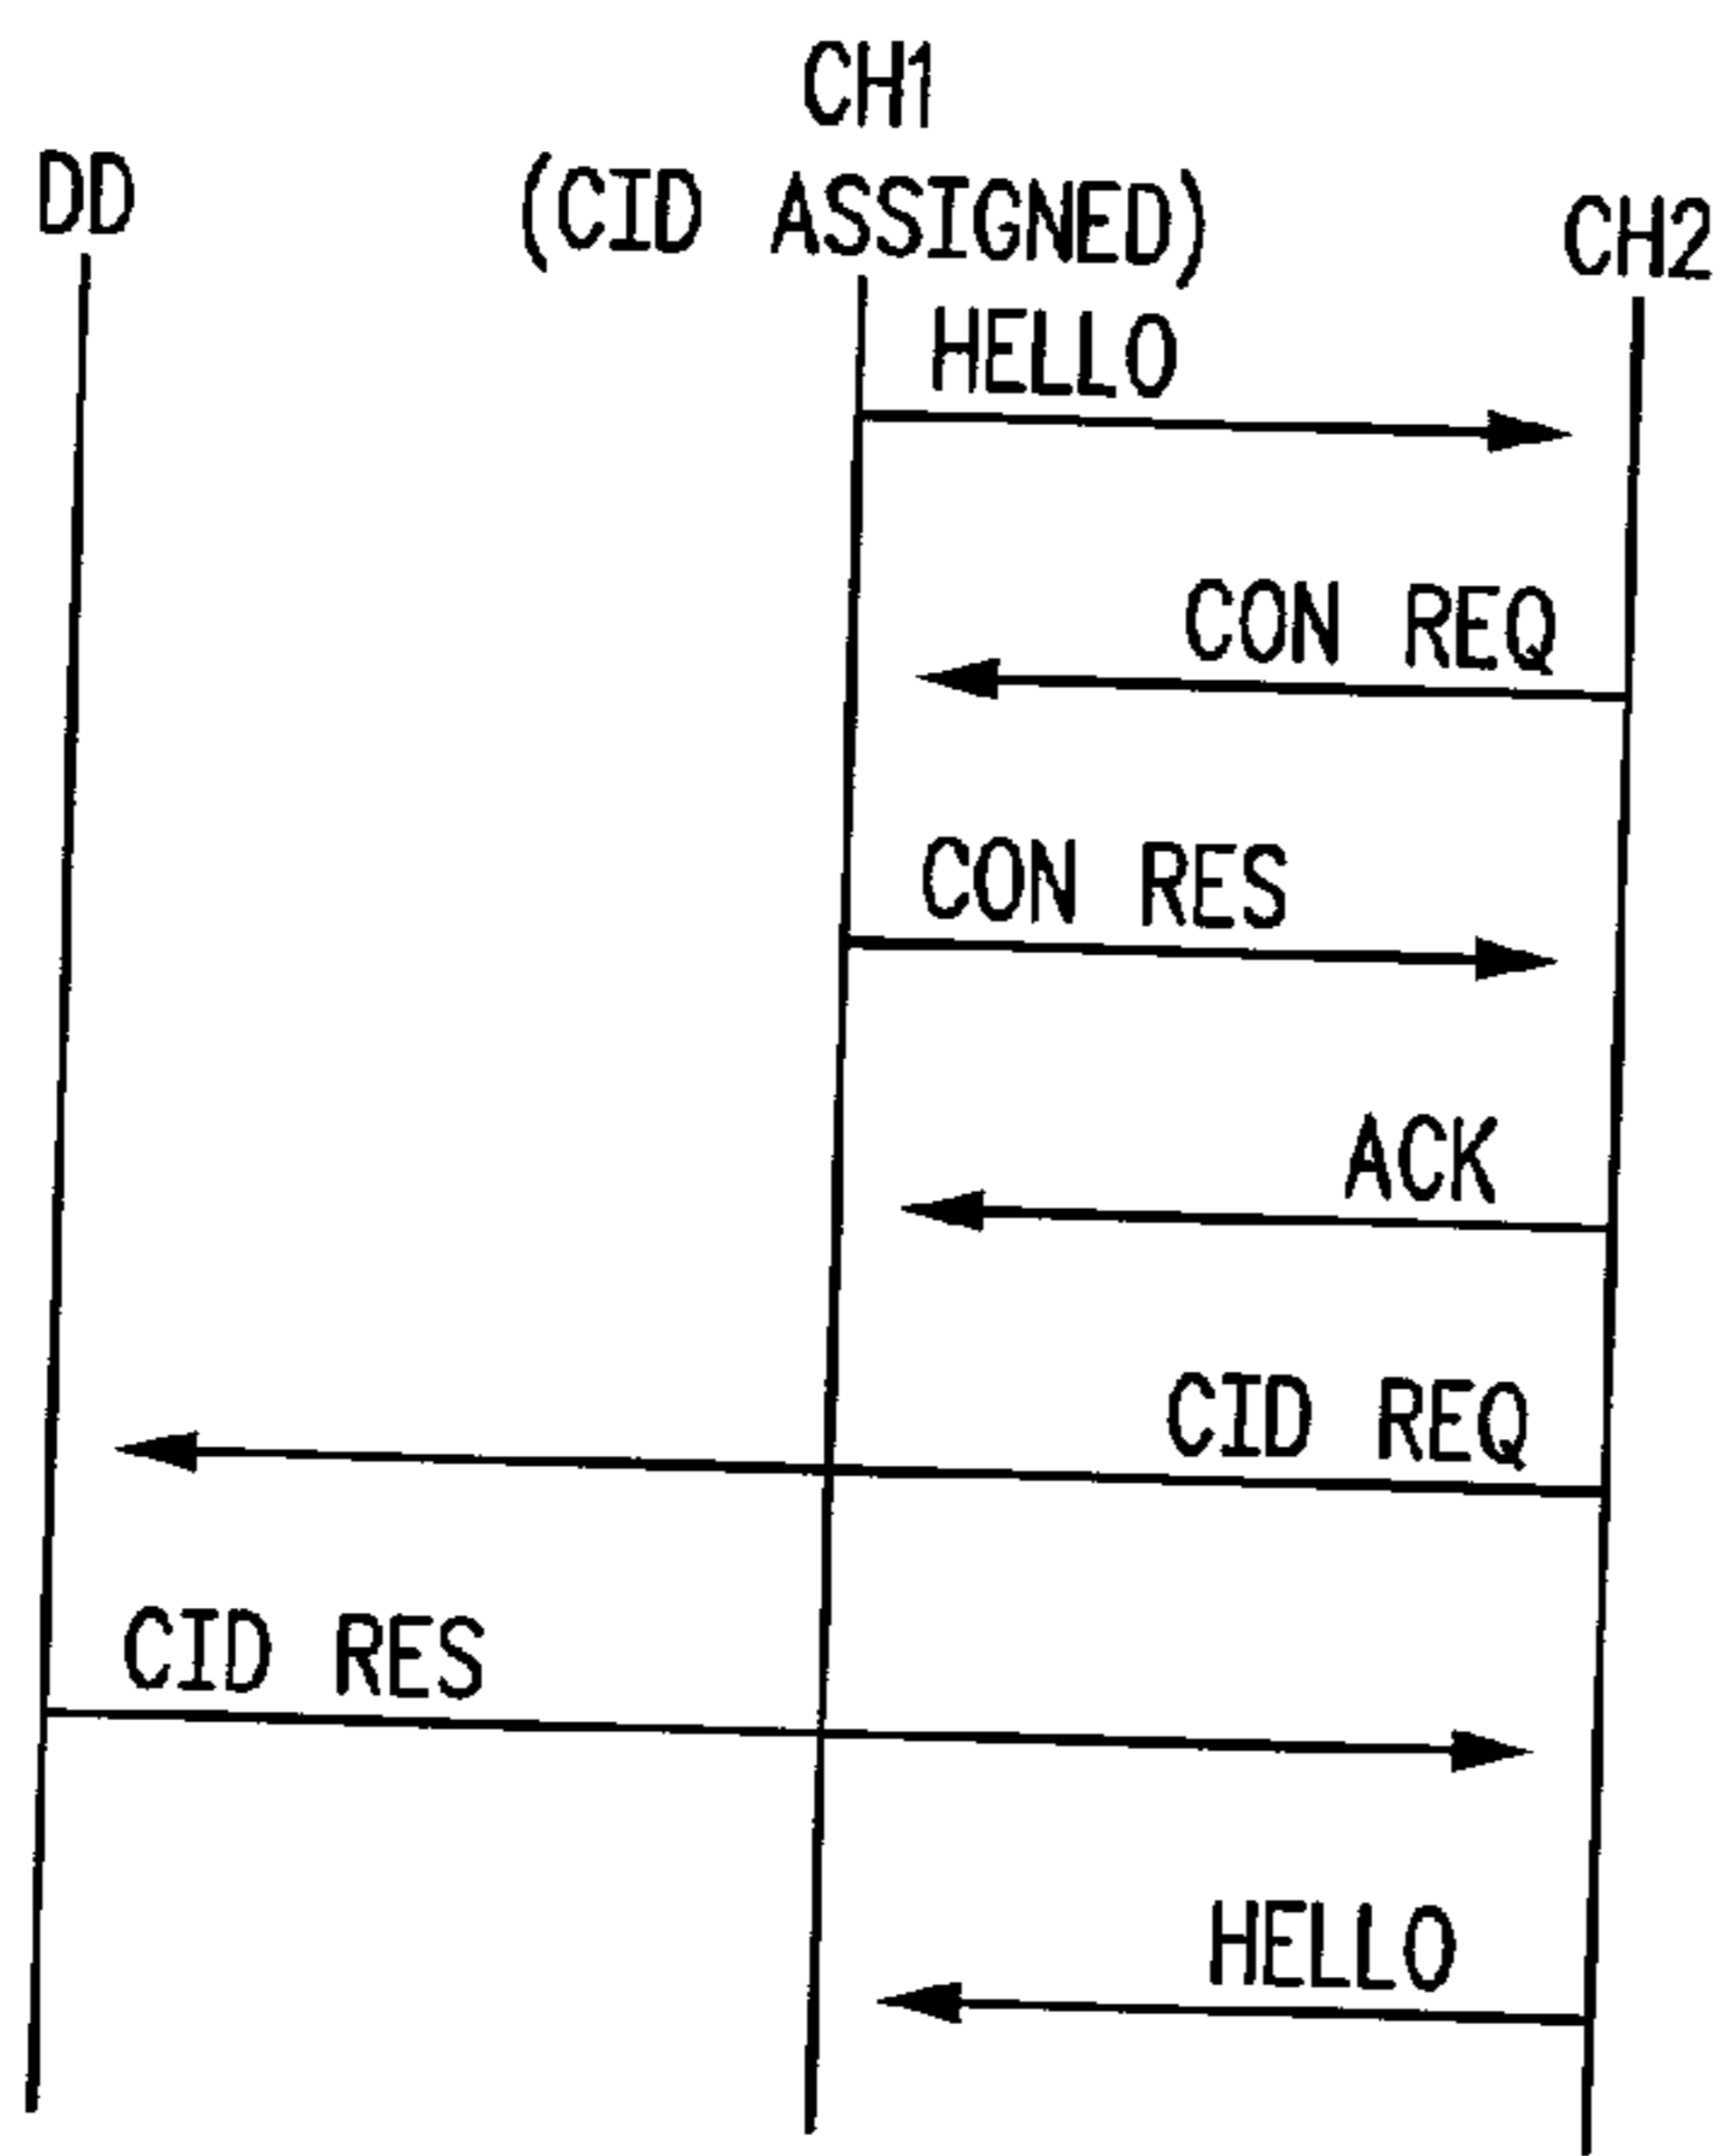 CH1
DD
(CID ASSIGNED)
CH2
HELLO
CON REQ
CON RES
ACK
CID REQ
CID RES
HELLO